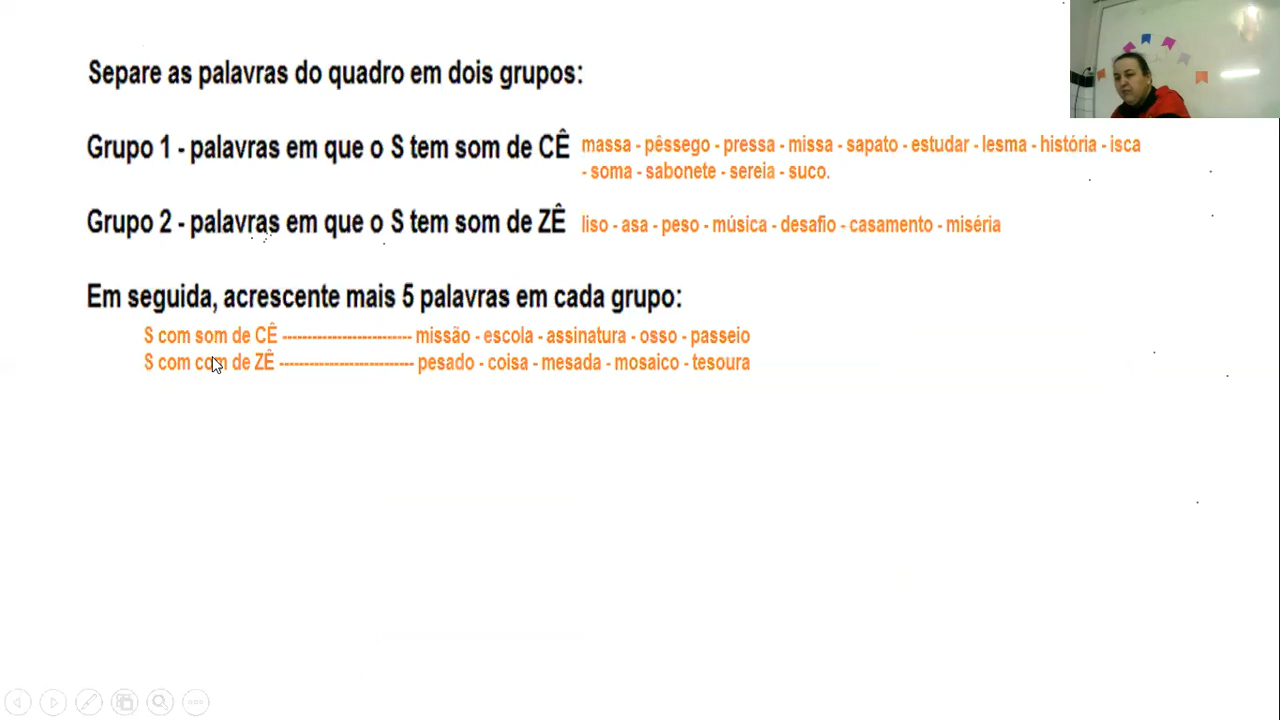 Separe as palavras do quadro em dois grupos:
Grupo 1 - palavras em que o S tem som de CÊ
massa - pêssego - pressa - missa - sapato - estudar - lesma - história - isca
- soma - sabonete - sereia - suco.
Grupo 2 - palavras em que o S tem som de ZÊ
liso - asa - peso - música - desafio - casamento - miséria
Em seguida, acrescente mais 5 palavras em cada grupo:
S com som de CÊ -------------------------- missão - escola - assinatura - osso - passeio
S com com de ZÊ --------------------------- pesado - coisa - mesada - mosaico - tesoura